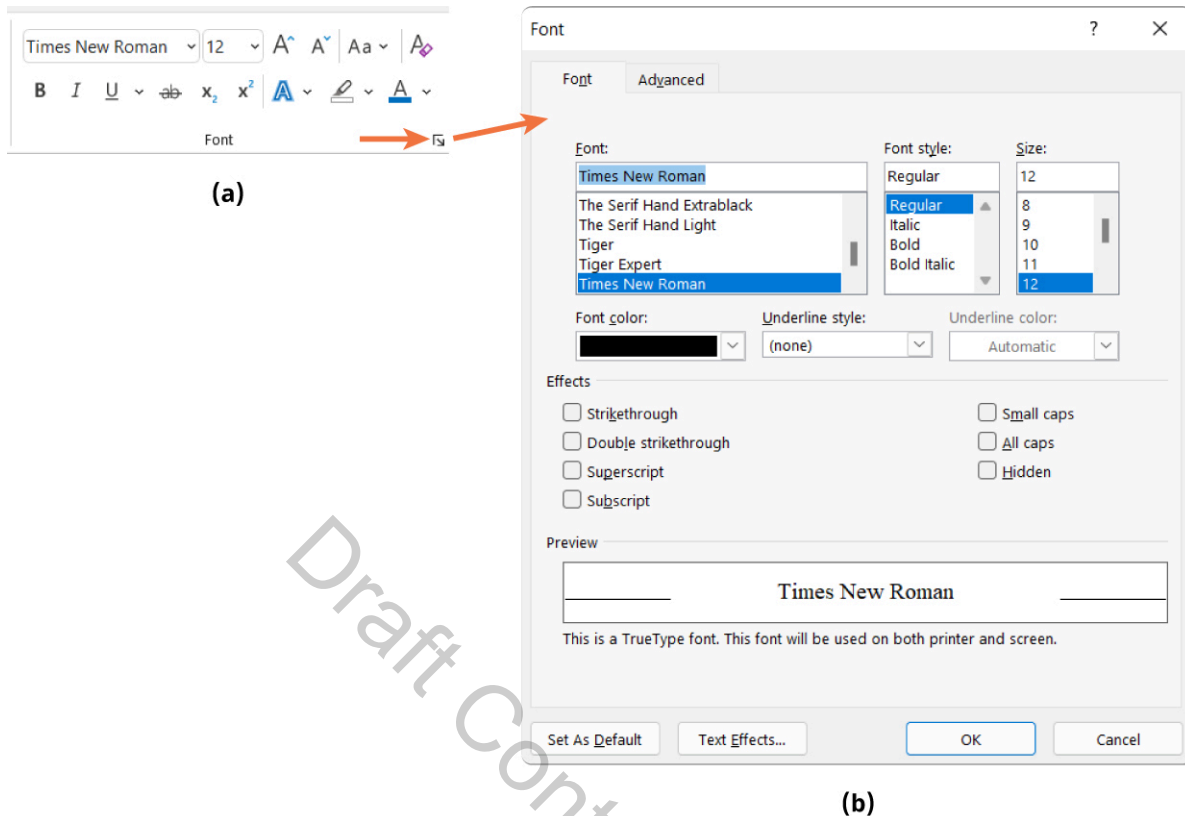 Times New Roman 12 A A Aa A
B I U ab x2 x2 A A
Font
(a)
Font ?
Font Advanced
Font: Font style: Size:
Times New Roman Regular 12
The Serif Hand Extrablack Regular 8
The Serif Hand Light Italic 9
Tiger Bold 10
Tiger Expert Bold Italic 11
Times New Roman 12
Font color: Underline style: Underline color:
(none) Automatic
Effects
Strikethrough Small caps
Double strikethrough All caps
Superscript Hidden
Subscript
Preview
Times New Roman
This is a TrueType font. This font will be used on both printer and screen.
Set As Default Text Effects... OK Cancel
(b)
Draft